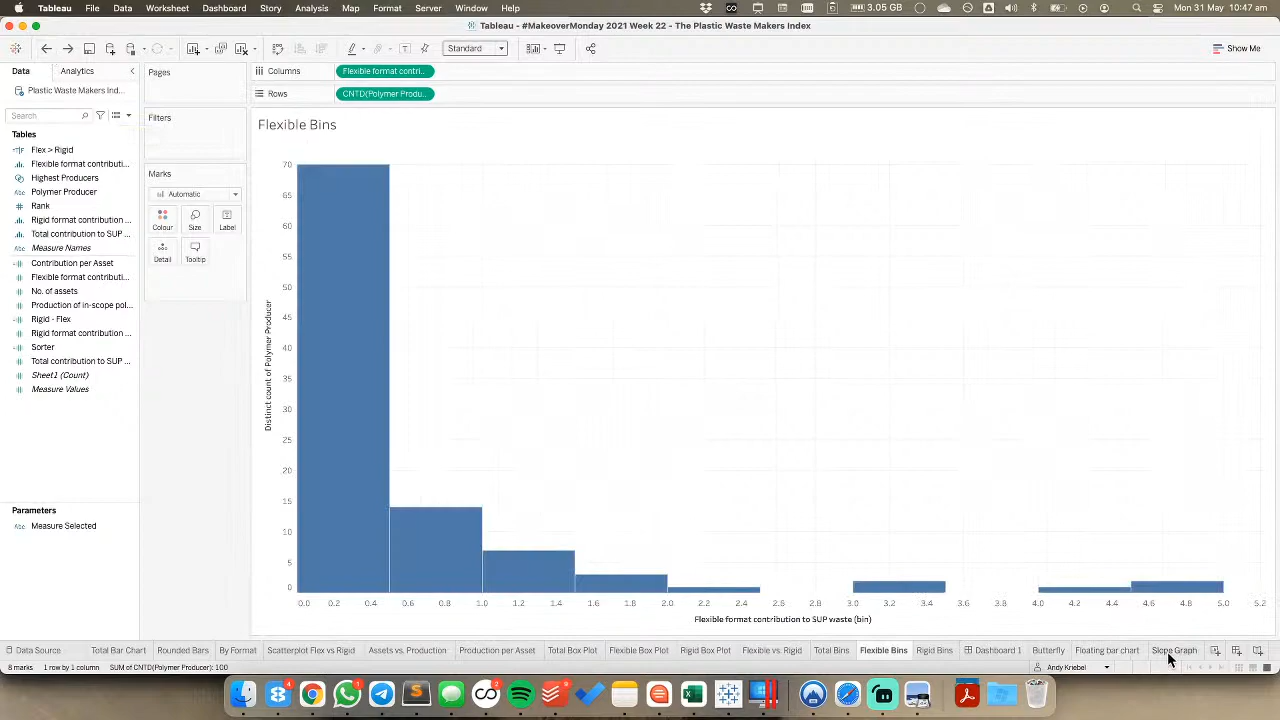 Tableau File Data Worksheet Dashboard Story Analysis Map Format Server Window Help 3.05 GB Mon 31 May 10:47 am
Tableau - #MakeoverMonday 2021 Week 22 - The Plastic Waste Makers Index
Standard Show Me
Data Analytics Pages Columns Flexible format contri..
Plastic Waste Makers Ind... Rows CNTD(Polymer Produ..
Search Filters
Flexible Bins
Tables
Abc Flex > Rigid
Flexible format contributi...
Highest Producers
Abc Polymer Producer
Rank
Rigid format contribution ...
Total contribution to SUP ...
Abc Measure Names
Contribution per Asset
Flexible format contributi...
No. of assets
Production of in-scope pol...
Rigid - Flex
Rigid format contribution ...
Sorter
Total contribution to SUP ...
Sheet1 (Count)
Measure Values
Parameters
Abc Measure Selected
Marks
Automatic
Colour Size Label
Detail Tooltip
70
65
60
55
50
45
40
35
30
25
20
15
10
5
0
Distinct count of Polymer Producer
0.0 0.2 0.4 0.6 0.8 1.0 1.2 1.4 1.6 1.8 2.0 2.2 2.4 2.6 2.8 3.0 3.2 3.4 3.6 3.8 4.0 4.2 4.4 4.6 4.8 5.0 5.2
Flexible format contribution to SUP waste (bin)
Data Source Total Bar Chart Rounded Bars By Format Scatterplot Flex vs Rigid Assets vs. Production Production per Asset Total Box Plot Flexible Box Plot Rigid Box Plot Flexible vs. Rigid Total Bins Flexible Bins Rigid Bins Dashboard 1 Butterfly Floating bar chart Slope Graph
8 marks 1 row by 1 column SUM of CNTD(Polymer Producer): 100 Andy Kriebel
4 1 2 9